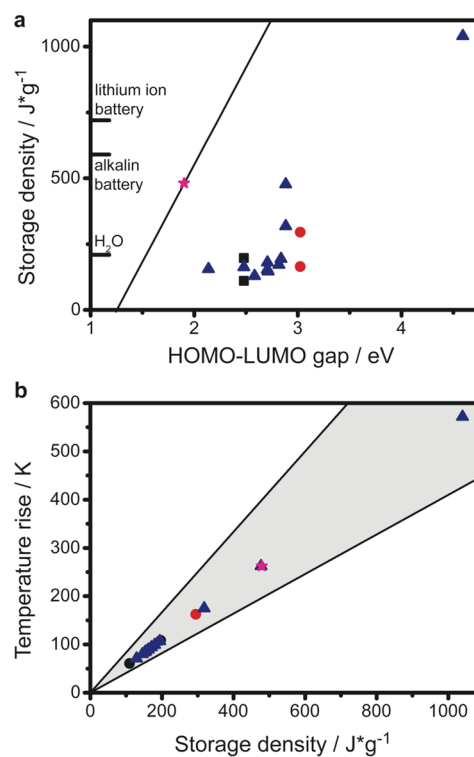 a
1000
500
0
Storage density / J*g-1
lithium ion
battery
alkalin
battery
H2O
1
2
3
4
HOMO-LUMO gap / eV
b
600
500
400
300
200
100
0
Temperature rise / K
0
200
400
600
800
1000
Storage density / J*g-1